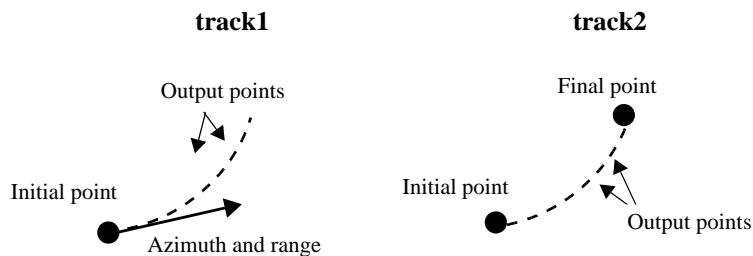 track1
Output points
Initial point
Azimuth and range
track2
Final point
Initial point
Output points